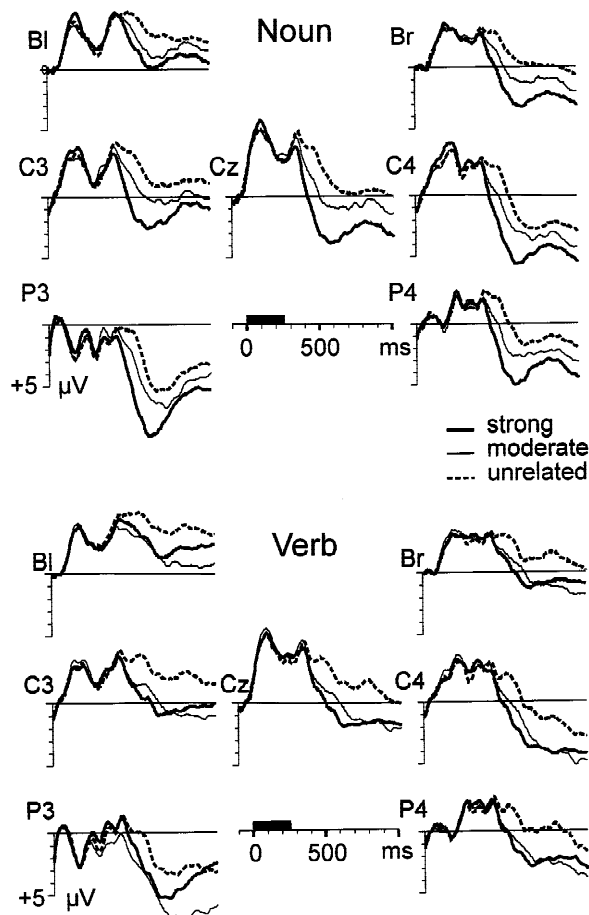 Bl Noun Br
0
C3 Cz C4
P3 P4
0 500 ms
+5 µV
strong
moderate
unrelated
Bl Verb Br
C3 Cz C4
P3 P4
0 500 ms
+5 µV